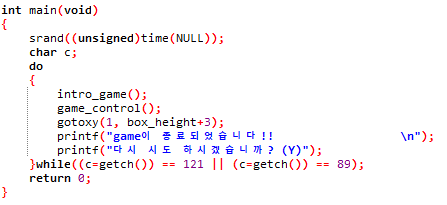 int main(void)
{
srand((unsigned)time(NULL));
char c;
do
{
intro_game();
game_control();
gotoxy(1, box_height+3);
printf("game이 종료되었습니다!! \n");
printf("다시 시도 하시겠습니까? (Y)");
}while((c=getch()) == 121 || (c=getch()) == 89);
return 0;
}